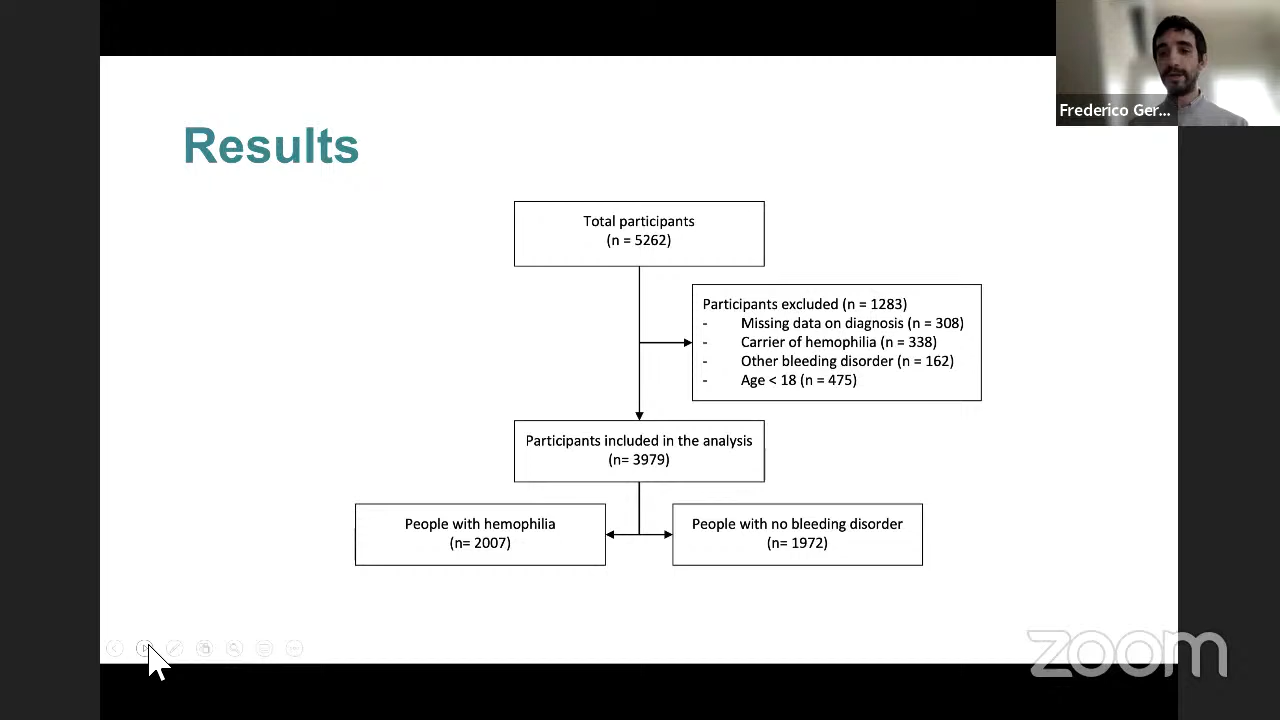 Frederico Ger...
Results
Total participants
(n = 5262)
Participants excluded (n = 1283)
- Missing data on diagnosis (n = 308)
- Carrier of hemophilia (n = 338)
- Other bleeding disorder (n = 162)
- Age < 18 (n = 475)
Participants included in the analysis
(n= 3979)
People with hemophilia
(n= 2007)
People with no bleeding disorder
(n= 1972)
zoom